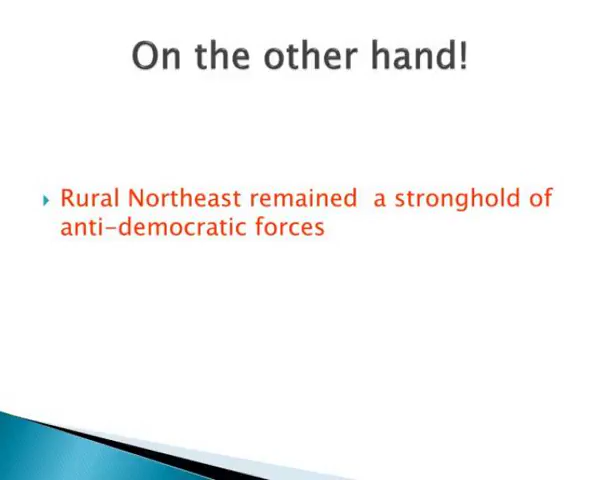 On the other hand!
Rural Northeast remained  a stronghold of
anti-democratic forces